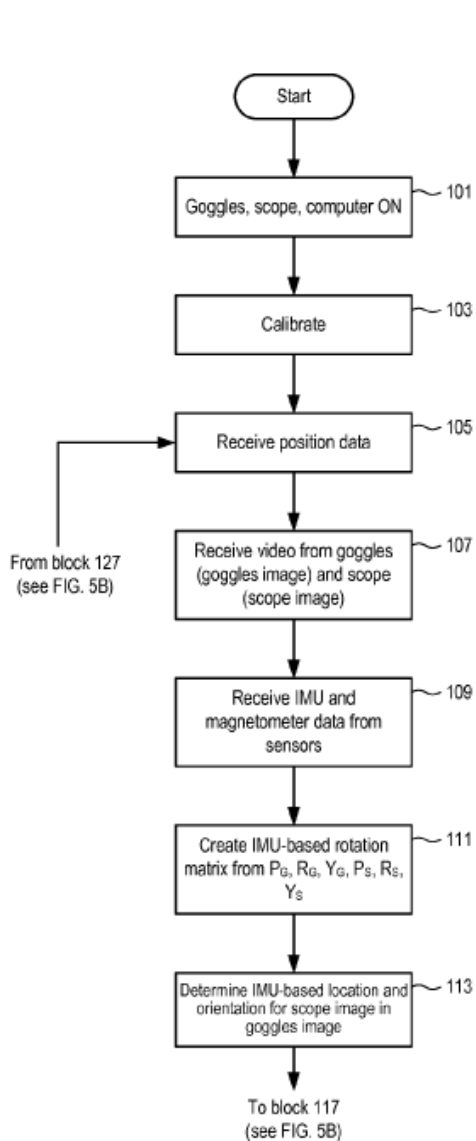 Start
Goggles, scope, computer ON
101
Calibrate
103
Receive position data
105
From block 127
(see FIG. 5B)
Receive video from goggles
(goggles image) and scope
(scope image)
107
Receive IMU and
magnetometer data from
sensors
109
Create IMU-based rotation
matrix from PG, RG, YG, PS, RS,
YS
111
Determine IMU-based location and
orientation for scope image in
goggles image
113
To block 117
(see FIG. 5B)